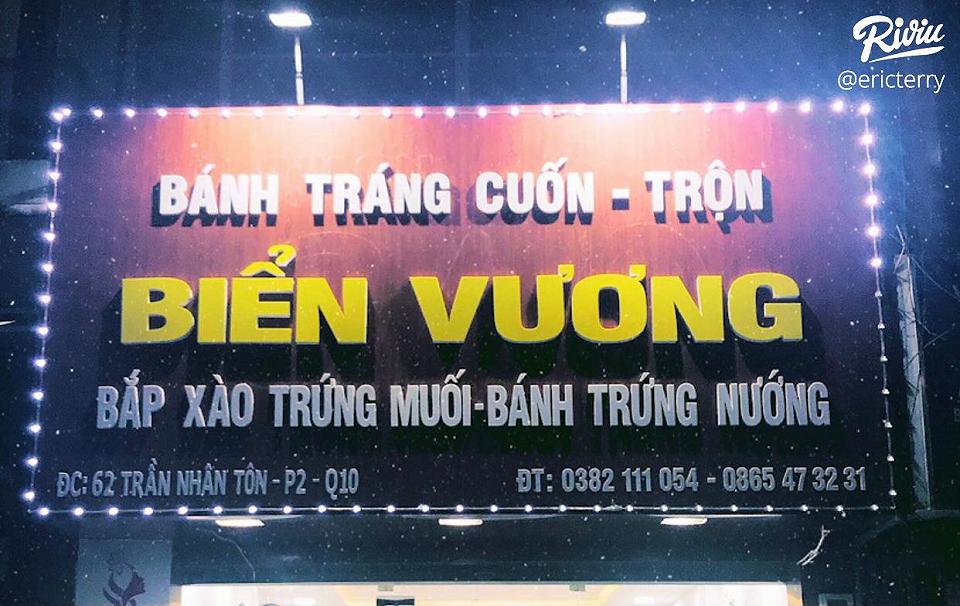 Riviu
@ericterry
BÁNH TRÁNG CUỐN - TRỘN
BIỂN VƯƠNG
BẮP XÀO TRỨNG MUỐI-BÁNH TRỨNG NƯỚNG
ĐC: 62 TRẦN NHÂN TÔN - P2 - Q10
ĐT: 0382 111 054 - 0865 47 32 31